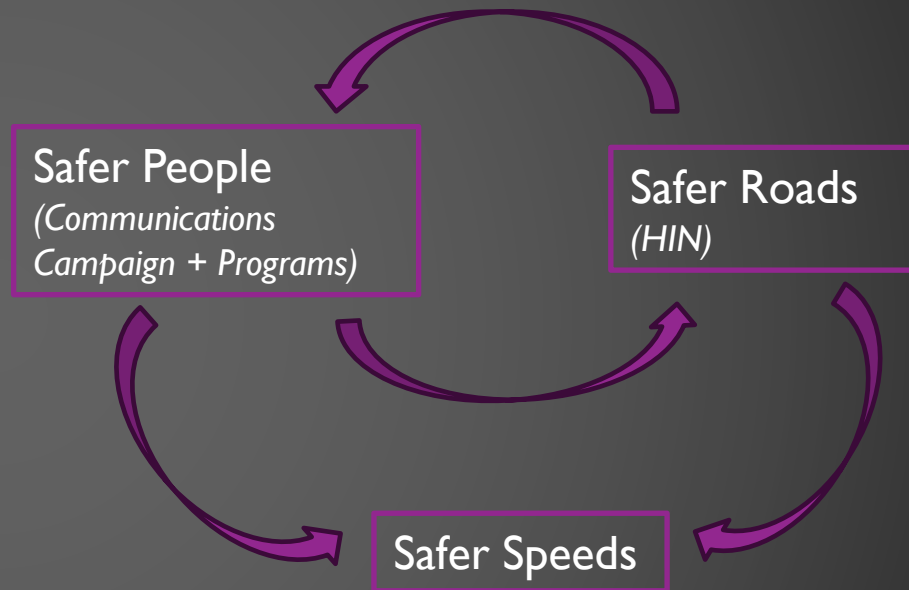 Safer People
(Communications
Campaign + Programs)
Safer Roads
(HIN)
Safer Speeds